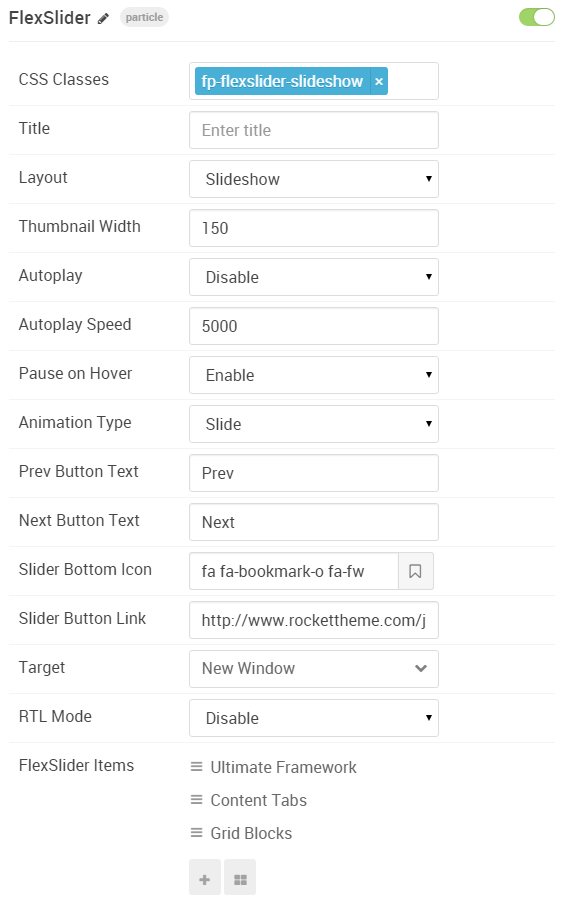 FlexSlider particle
CSS Classes fp-flexslider-slideshow ×
Title Enter title
Layout Slideshow
Thumbnail Width 150
Autoplay Disable
Autoplay Speed 5000
Pause on Hover Enable
Animation Type Slide
Prev Button Text Prev
Next Button Text Next
Slider Bottom Icon fa fa-bookmark-o fa-fw
Slider Button Link http://www.rockettheme.com/j
Target New Window
RTL Mode Disable
FlexSlider Items Ultimate Framework
Content Tabs
Grid Blocks